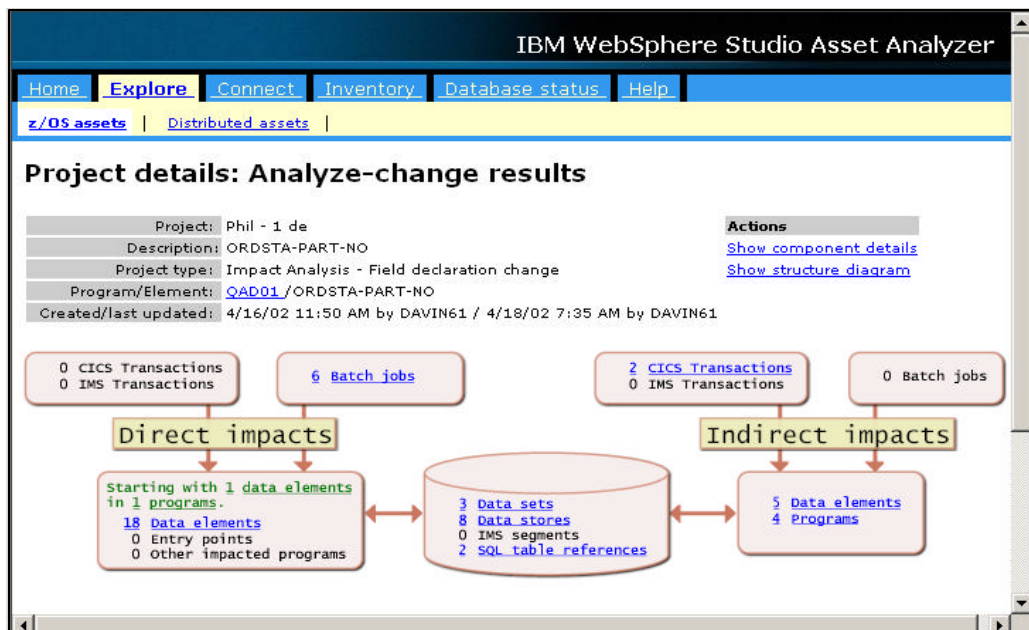 IBM WebSphere Studio Asset Analyzer
Home Explore Connect Inventory Database status Help
z/OS assets | Distributed assets |
Project details: Analyze-change results
Project: Phil - 1 de
Description: ORDSTA-PART-NO
Project type: Impact Analysis - Field declaration change
Program/Element: QAD01 /ORDSTA-PART-NO
Created/last updated: 4/16/02 11:50 AM by DAVIN61 / 4/18/02 7:35 AM by DAVIN61
Actions
Show component details
Show structure diagram
0 CICS Transactions
0 IMS Transactions
6 Batch jobs
2 CICS Transactions
0 IMS Transactions
0 Batch jobs
Direct impacts
Indirect impacts
Starting with 1 data elements
in 1 programs.
18 Data elements
0 Entry points
0 Other impacted programs
3 Data sets
8 Data stores
0 IMS segments
2 SQL table references
5 Data elements
4 Programs